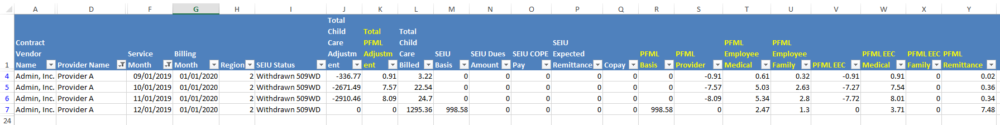 A D F G H I J K L M N O P Q R S T U V W X Y
1 Contract Vendor Name Provider Name Service Month Billing Month Region SEIU Status Total Child Care Adjustm ent Total PFML Adjustm ent Total Child Care Billed SEIU Basis SEIU Dues Amount SEIU COPE Pay SEIU Expected Remittance Copay PFML Basis PFML Provider PFML Employee Medical PFML Employee Family PFML EEC PFML EEC Medical PFML EEC Family PFML Remittance
4 Admin, Inc. Provider A 09/01/2019 01/01/2020 2 Withdrawn 509WD -336.77 0.91 3.22 0 0 0 0 0 0 -0.91 0.61 0.32 -0.91 0.91 0 0.02
5 Admin, Inc. Provider A 10/01/2019 01/01/2020 2 Withdrawn 509WD -2671.49 7.57 22.54 0 0 0 0 0 0 -7.57 5.03 2.63 -7.27 7.54 0 0.36
6 Admin, Inc. Provider A 11/01/2019 01/01/2020 2 Withdrawn 509WD -2910.46 8.09 24.7 0 0 0 0 0 0 -8.09 5.34 2.8 -7.72 8.01 0 0.34
7 Admin, Inc. Provider A 12/01/2019 01/01/2020 2 Withdrawn 509WD 0 0 1295.36 998.58 0 0 0 0 998.58 0 2.47 1.3 0 3.71 0 7.48
24